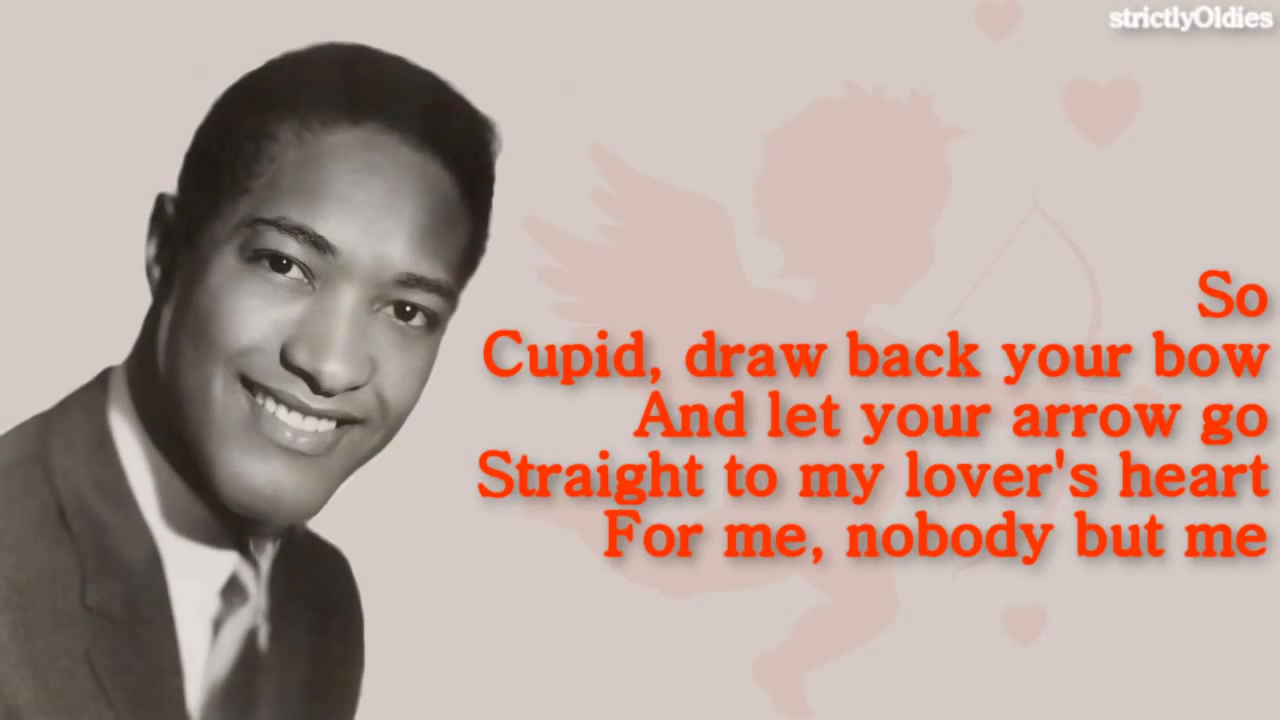 strictlyOldies
So
Cupid, draw back your bow
And let your arrow go
Straight to my lover's heart
For me, nobody but me